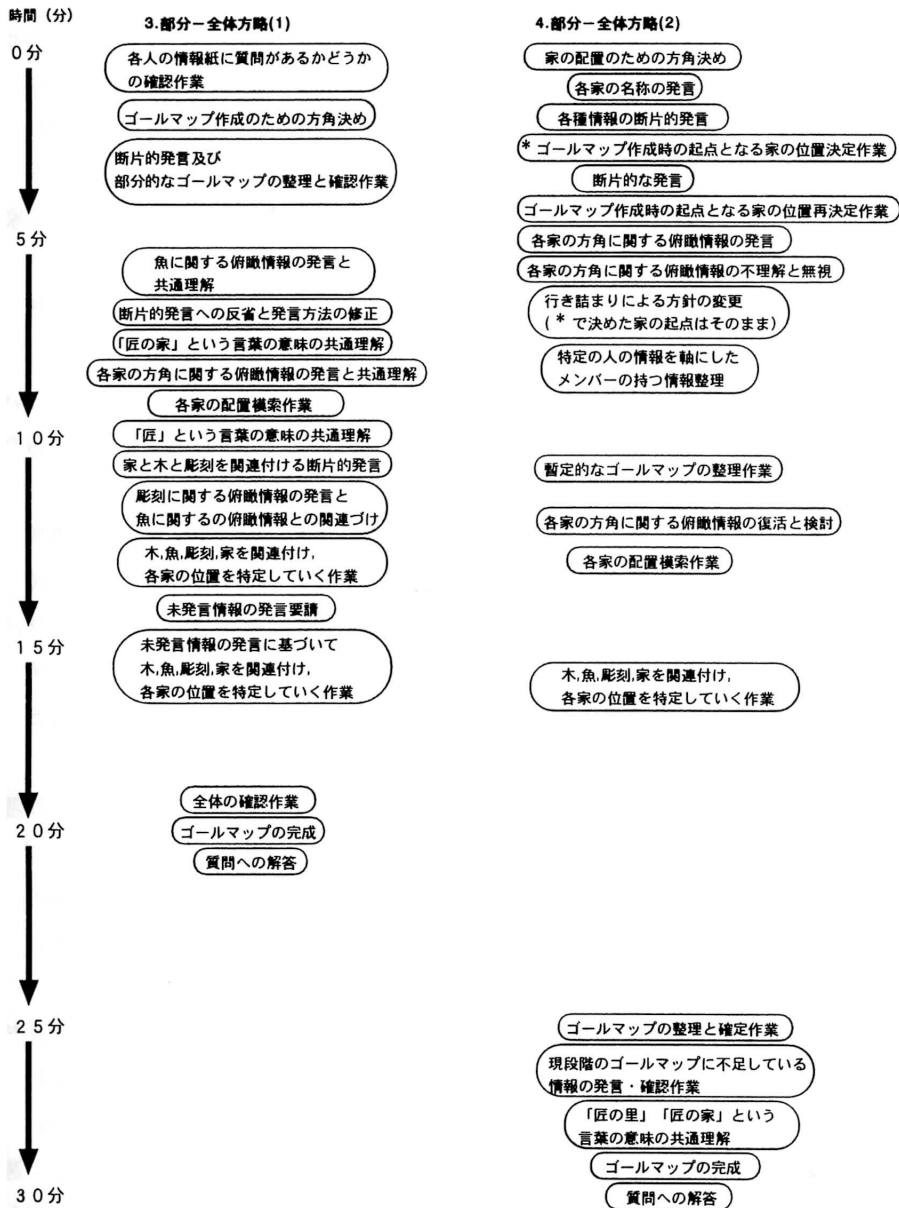 時間（分）
3.部分－全体方略(1)
4.部分－全体方略(2)
0分
各人の情報紙に質問があるかどうか
の確認作業
ゴールマップ作成のための方角決め
断片的発言及び
部分的なゴールマップの整理と確認作業
家の配置のための方角決め
各家の名称の発言
各種情報の断片的発言
* ゴールマップ作成時の起点となる家の位置決定作業
断片的な発言
ゴールマップ作成時の起点となる家の位置再決定作業
5分
魚に関する俯瞰情報の発言と
共通理解
断片的発言への反省と発言方法の修正
「匠の家」という言葉の意味の共通理解
各家の方角に関する俯瞰情報の発言と共通理解
各家の配置模索作業
各家の方角に関する俯瞰情報の発言
各家の方角に関する俯瞰情報の不理解と無視
行き詰まりによる方針の変更
( * で決めた家の起点はそのまま)
特定の人の情報を軸にした
メンバーの持つ情報整理
10分
「匠」という言葉の意味の共通理解
家と木と彫刻を関連付ける断片的発言
彫刻に関する俯瞰情報の発言と
魚に関するの俯瞰情報との関連づけ
木,魚,彫刻,家を関連付け,
各家の位置を特定していく作業
未発言情報の発言要請
暫定的なゴールマップの整理作業
各家の方角に関する俯瞰情報の復活と検討
各家の配置模索作業
15分
未発言情報の発言に基づいて
木,魚,彫刻,家を関連付け,
各家の位置を特定していく作業
木,魚,彫刻,家を関連付け,
各家の位置を特定していく作業
全体の確認作業
20分
ゴールマップの完成
質問への解答
25分
ゴールマップの整理と確定作業
現段階のゴールマップに不足している
情報の発言・確認作業
「匠の里」「匠の家」という
言葉の意味の共通理解
ゴールマップの完成
30分
質問への解答